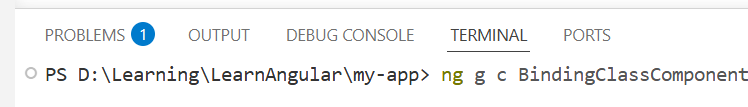 PROBLEMS 1 OUTPUT DEBUG CONSOLE TERMINAL PORTS
PS D:\Learning\LearnAngular\my-app> ng g c BindingClassComponent